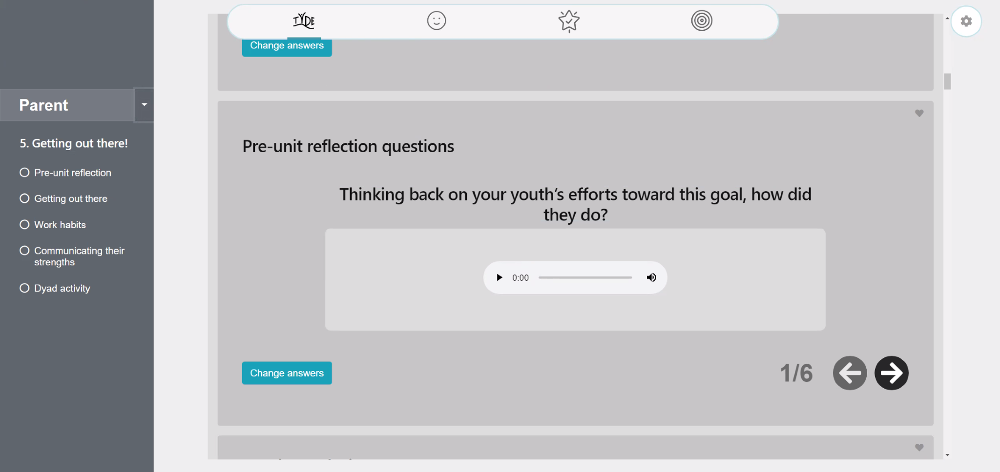 TYDE
Change answers
Parent
5. Getting out there!
Pre-unit reflection
Getting out there
Work habits
Communicating their
strengths
Dyad activity
Pre-unit reflection questions
Thinking back on your youth’s efforts toward this goal, how did
they do?
0:00
Change answers
1/6